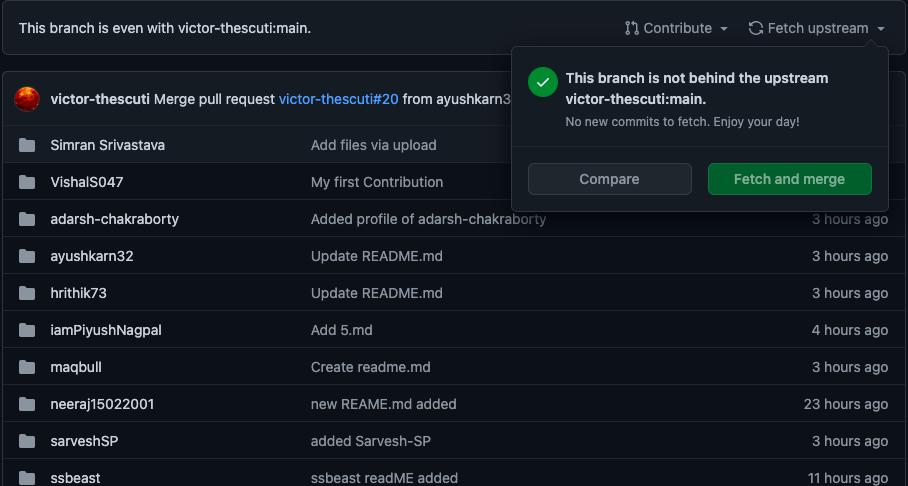 This branch is even with victor-thescuti:main.
Contribute
Fetch upstream
This branch is not behind the upstream
victor-thescuti:main.
No new commits to fetch. Enjoy your day!
Compare
Fetch and merge
victor-thescuti Merge pull request victor-thescuti#20 from ayushkarn3
Simran Srivastava Add files via upload
VishalS047 My first Contribution
adarsh-chakraborty Added profile of adarsh-chakraborty 3 hours ago
ayushkarn32 Update README.md 3 hours ago
hrithik73 Update README.md 3 hours ago
iamPiyushNagpal Add 5.md 4 hours ago
maqbull Create readme.md 3 hours ago
neeraj15022001 new REAME.md added 23 hours ago
sarveshSP added Sarvesh-SP 3 hours ago
ssbeast ssbeast readME added 11 hours ago